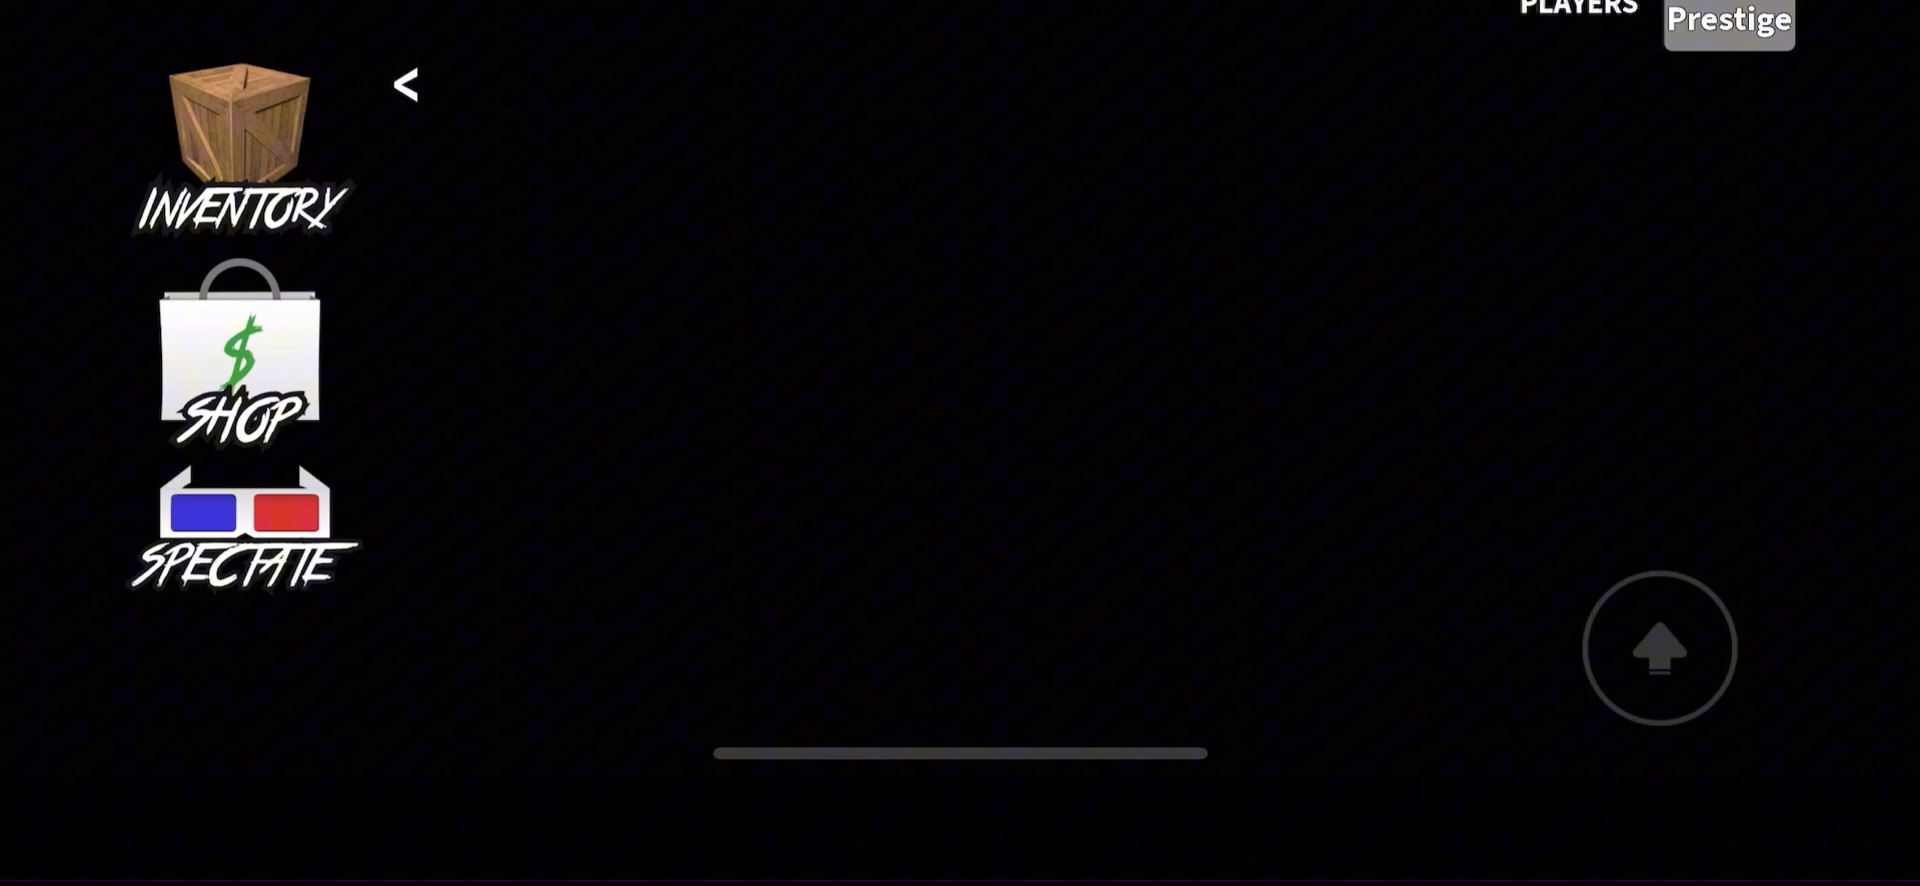 PLAYERS
Prestige
<
INVENTORY
$
SHOP
SPECTATE